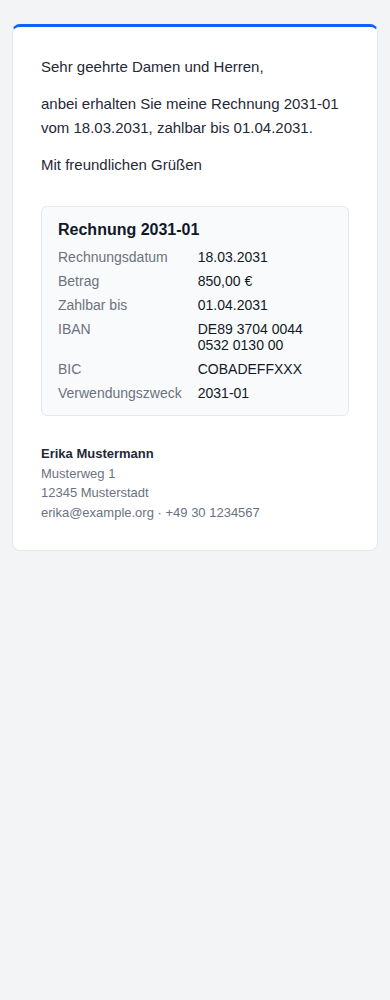 Sehr geehrte Damen und Herren,
anbei erhalten Sie meine Rechnung 2031-01
vom 18.03.2031, zahlbar bis 01.04.2031.
Mit freundlichen Grüßen
Rechnung 2031-01
Rechnungsdatum 18.03.2031
Betrag 850,00 €
Zahlbar bis 01.04.2031
IBAN DE89 3704 0044
0532 0130 00
BIC COBADEFFXXX
Verwendungszweck 2031-01
Erika Mustermann
Musterweg 1
12345 Musterstadt
erika@example.org · +49 30 1234567